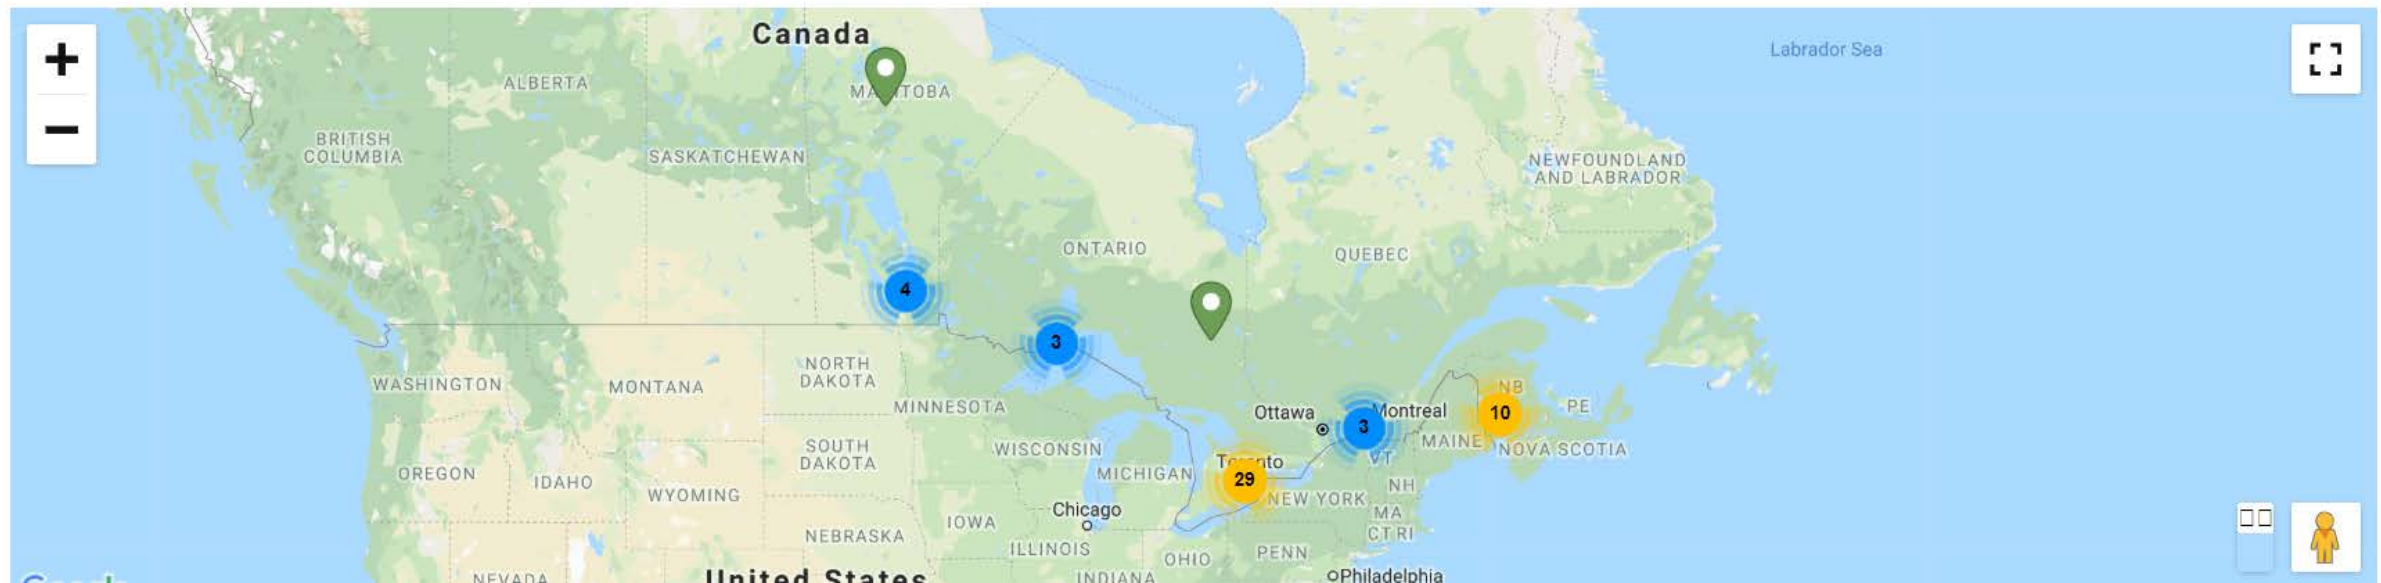 Canada
Labrador Sea
ALBERTA
MANITOBA
BRITISH
COLUMBIA
SASKATCHEWAN
NEWFOUNDLAND
AND LABRADOR
ONTARIO
QUEBEC
4
3
NORTH
DAKOTA
WASHINGTON
MONTANA
NB
PE
MINNESOTA
Ottawa
Montreal
10
3
MAINE
NOVA SCOTIA
SOUTH
DAKOTA
WISCONSIN
VT
Toronto
OREGON
IDAHO
MICHIGAN
29
WYOMING
NEW YORK
NH
Chicago
MA
IOWA
CT RI
NEBRASKA
ILLINOIS
OHIO
PENN
NEVADA
United States
INDIANA
Philadelphia
Google